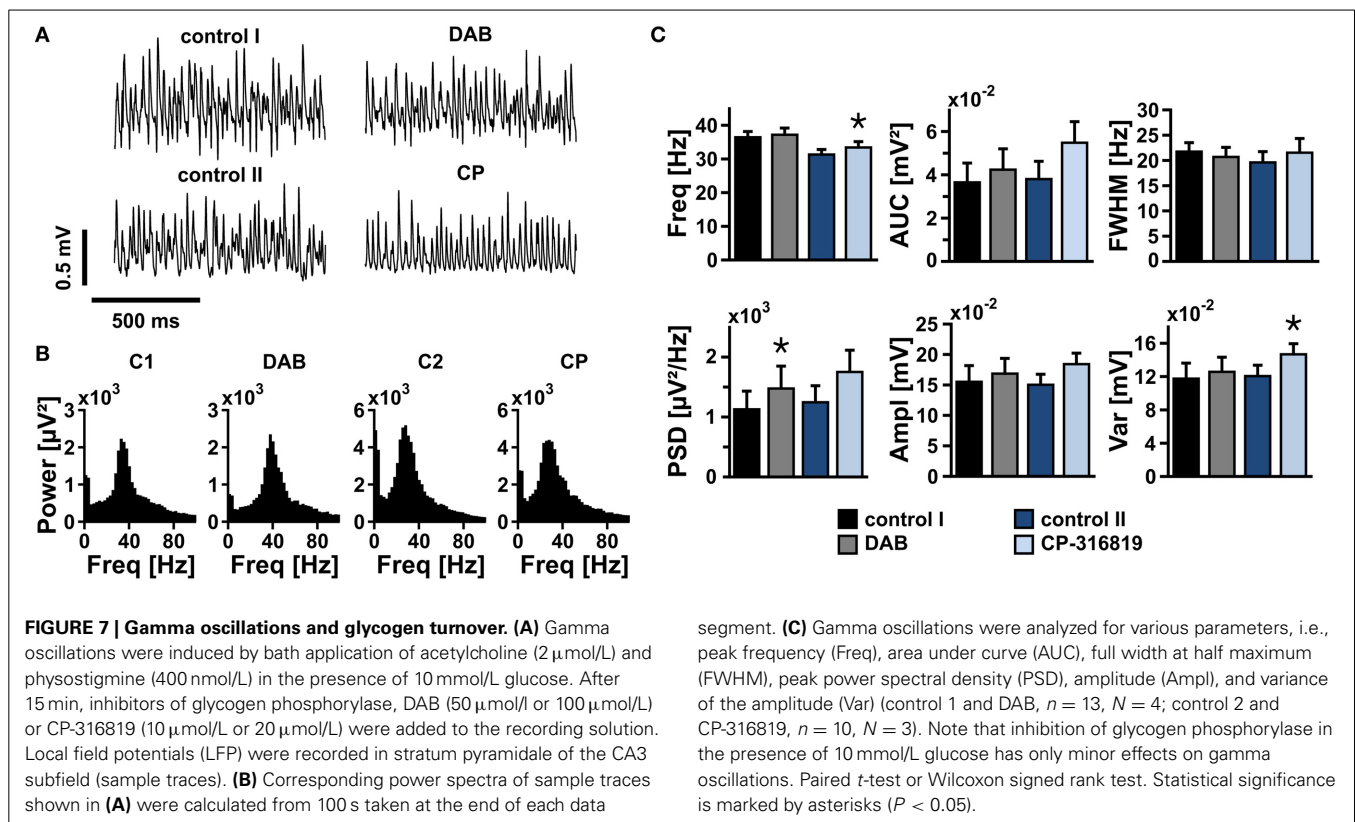 A
control I
DAB
control II
CP
0.5 mV
500 ms
B
C1
DAB
C2
CP
x10³
x10³
x10³
x10³
Power [µV²]
3
2
1
0
3
2
1
0
6
4
2
0
6
4
2
0
0 40 80
0 40 80
0 40 80
0 40 80
Freq [Hz]
Freq [Hz]
Freq [Hz]
Freq [Hz]
C
Freq [Hz]
40
30
20
10
0
*
x10⁻²
AUC [mV²]
6
4
2
0
FWHM [Hz]
25
20
15
10
5
0
x10³
PSD [µV²/Hz]
2
1
0
*
x10⁻²
Ampl [mV]
25
20
15
10
5
0
x10⁻²
Var [mV]
16
12
8
4
0
*
control I
DAB
control II
CP-316819
FIGURE 7 | Gamma oscillations and glycogen turnover. (A) Gamma
oscillations were induced by bath application of acetylcholine (2 µmol/L) and
physostigmine (400 nmol/L) in the presence of 10 mmol/L glucose. After
15 min, inhibitors of glycogen phosphorylase, DAB (50 µmol/l or 100 µmol/L)
or CP-316819 (10 µmol/L or 20 µmol/L) were added to the recording solution.
Local field potentials (LFP) were recorded in stratum pyramidale of the CA3
subfield (sample traces). (B) Corresponding power spectra of sample traces
shown in (A) were calculated from 100 s taken at the end of each data
segment. (C) Gamma oscillations were analyzed for various parameters, i.e.,
peak frequency (Freq), area under curve (AUC), full width at half maximum
(FWHM), peak power spectral density (PSD), amplitude (Ampl), and variance
of the amplitude (Var) (control 1 and DAB, n = 13, N = 4; control 2 and
CP-316819, n = 10, N = 3). Note that inhibition of glycogen phosphorylase in
the presence of 10 mmol/L glucose has only minor effects on gamma
oscillations. Paired t-test or Wilcoxon signed rank test. Statistical significance
is marked by asterisks (P < 0.05).